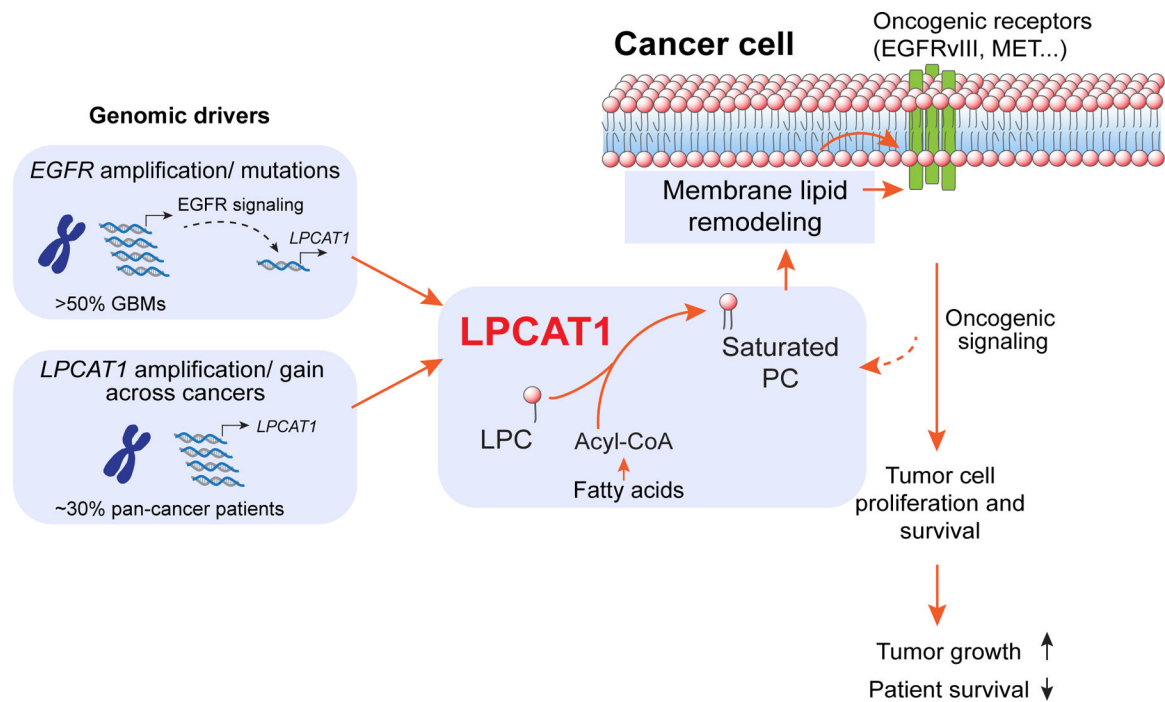 Cancer cell
Oncogenic receptors
(EGFRvIII, MET...)
Genomic drivers
EGFR amplification/ mutations
EGFR signaling
LPCAT1
>50% GBMs
LPCAT1 amplification/ gain
across cancers
LPCAT1
~30% pan-cancer patients
LPCAT1
LPC
Acyl-CoA
Fatty acids
Saturated
PC
Membrane lipid
remodeling
Oncogenic
signaling
Tumor cell
proliferation and
survival
Tumor growth
Patient survival